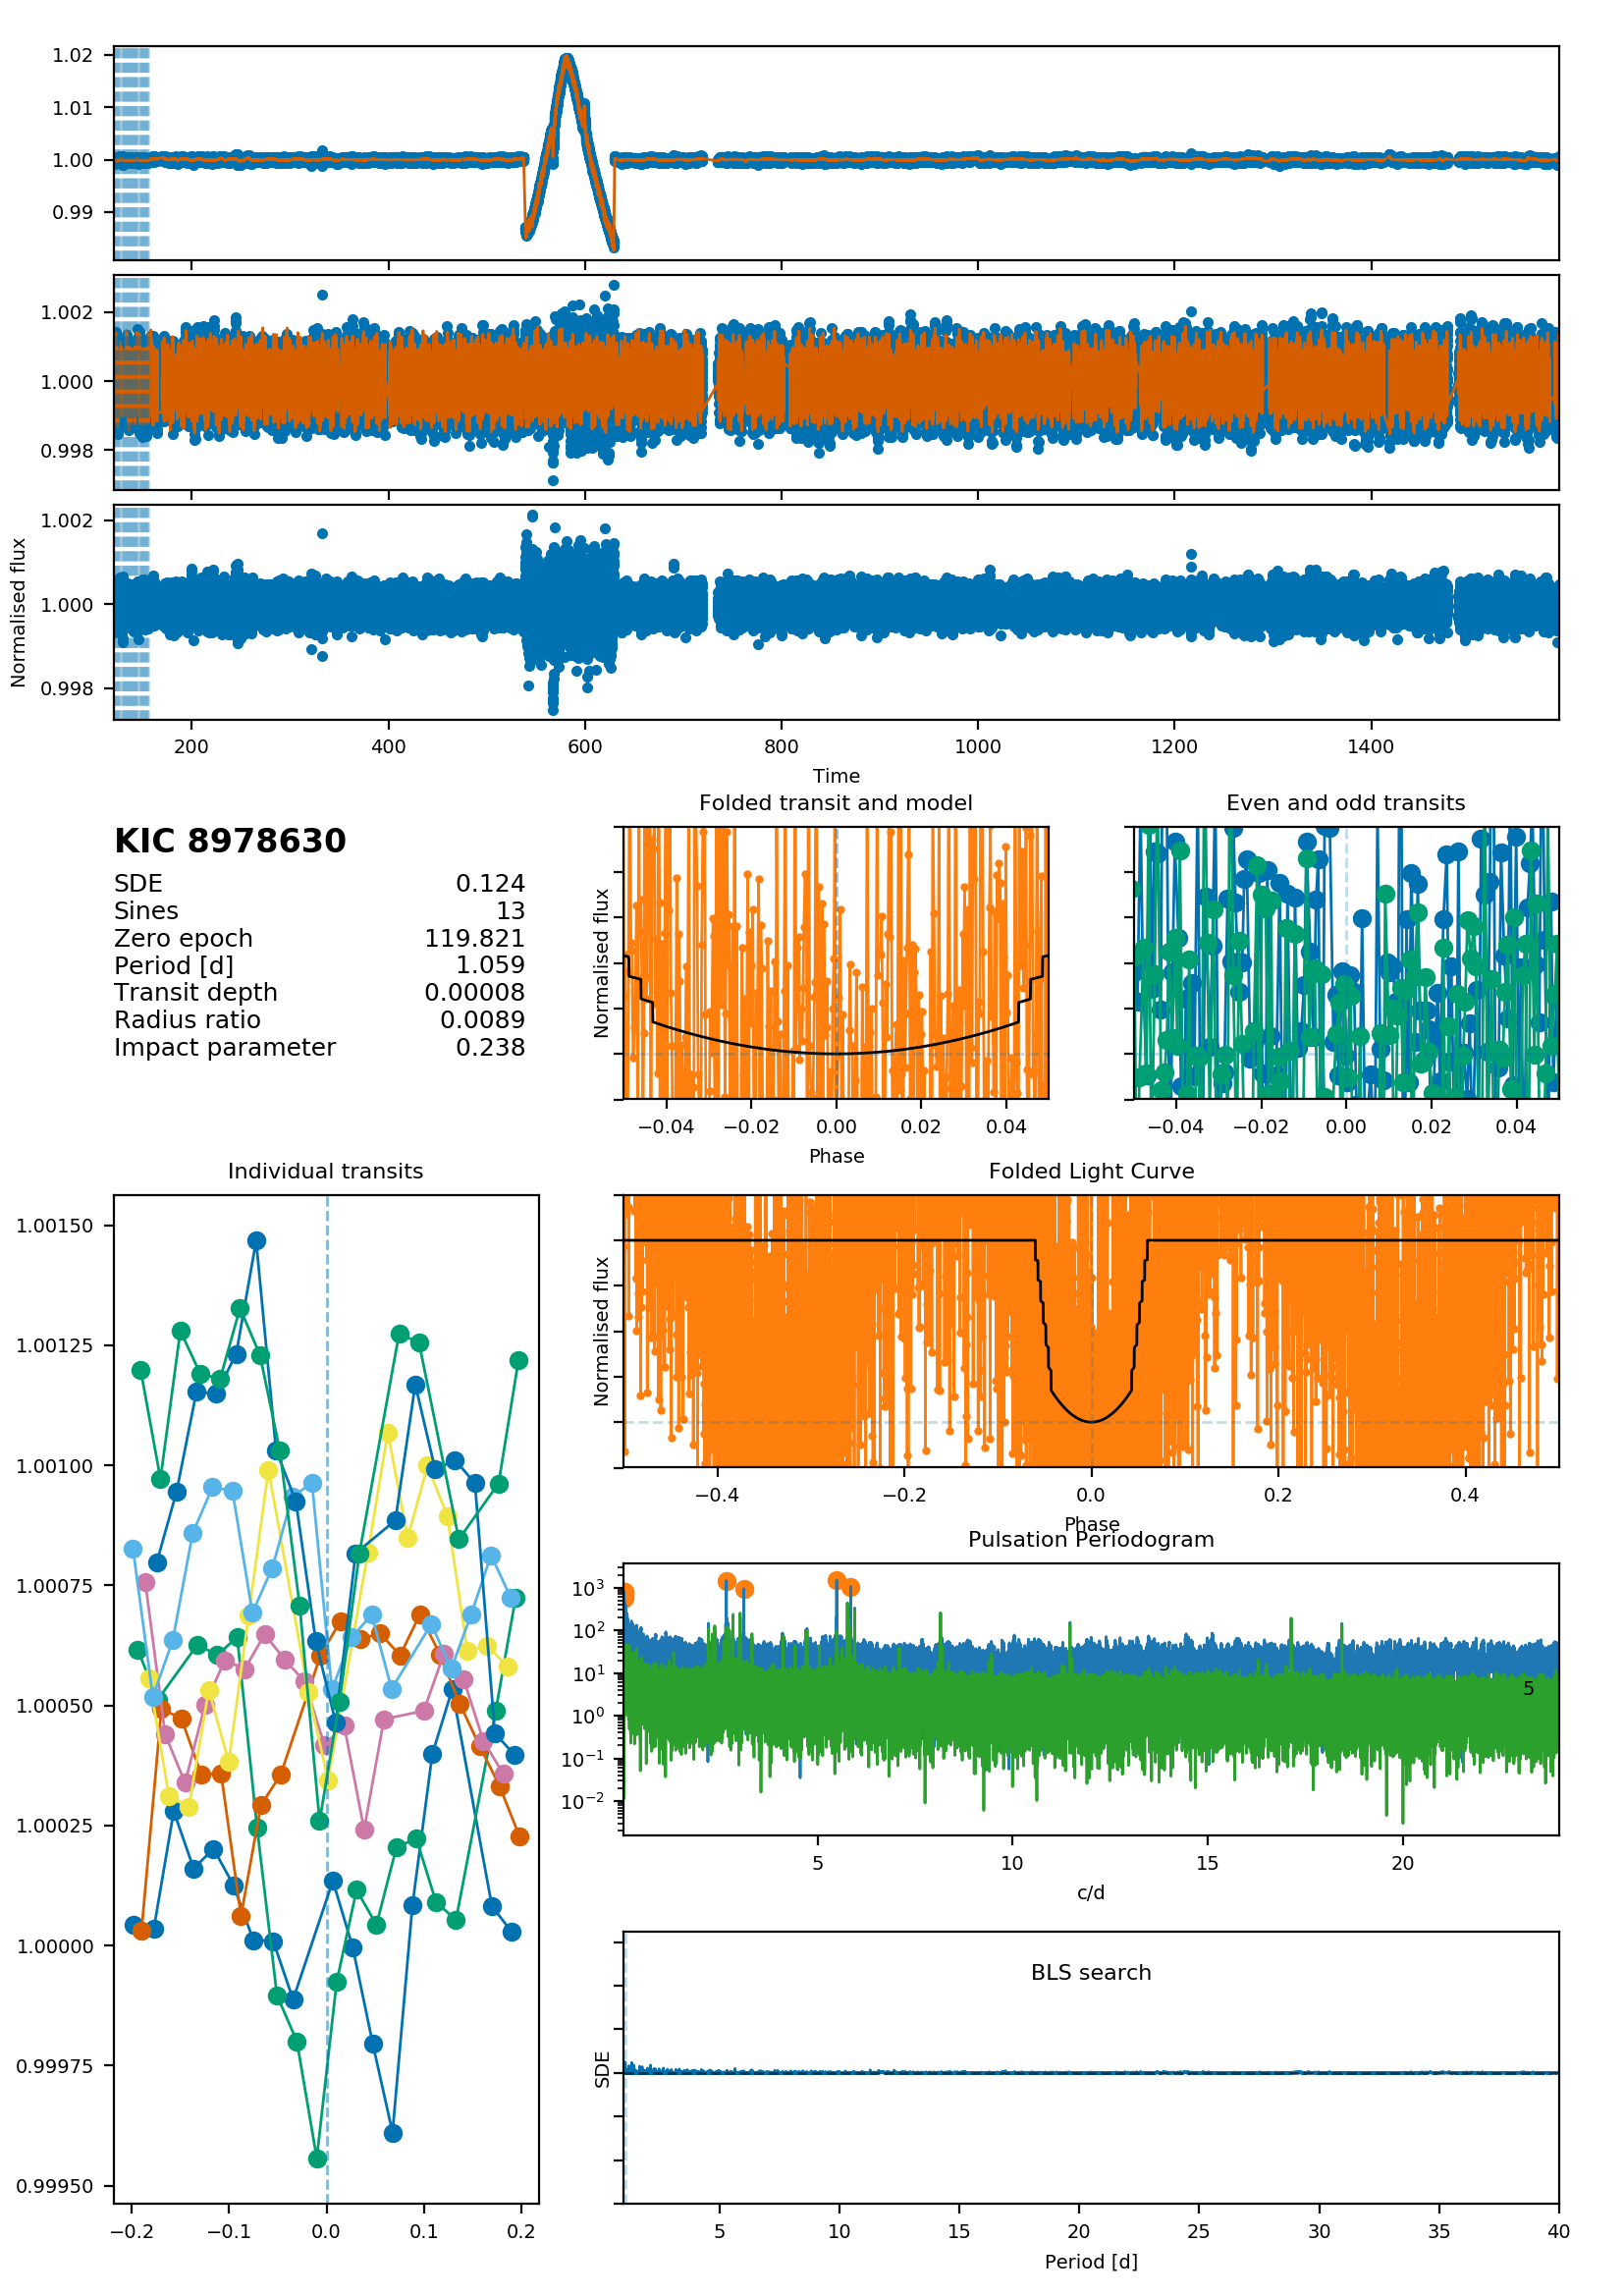 1.02
1.01
1.00
0.99
1.002
1.000
0.998
1.002
1.000
0.998
Normalised flux
200 400 600 800 1000 1200 1400
Time
KIC 8978630
SDE 0.124
Sines 13
Zero epoch 119.821
Period [d] 1.059
Transit depth 0.00008
Radius ratio 0.0089
Impact parameter 0.238
Folded transit and model
Normalised flux
−0.04 −0.02 0.00 0.02 0.04
Phase
Even and odd transits
−0.04 −0.02 0.00 0.02 0.04
Individual transits
1.00150
1.00125
1.00100
1.00075
1.00050
1.00025
1.00000
0.99975
0.99950
−0.2 −0.1 0.0 0.1 0.2
Folded Light Curve
Normalised flux
−0.4 −0.2 0.0 0.2 0.4
Phase
Pulsation Periodogram
10³
10²
10¹
10⁰
10⁻¹
10⁻²
5
5 10 15 20
c/d
BLS search
SDE
5 10 15 20 25 30 35 40
Period [d]